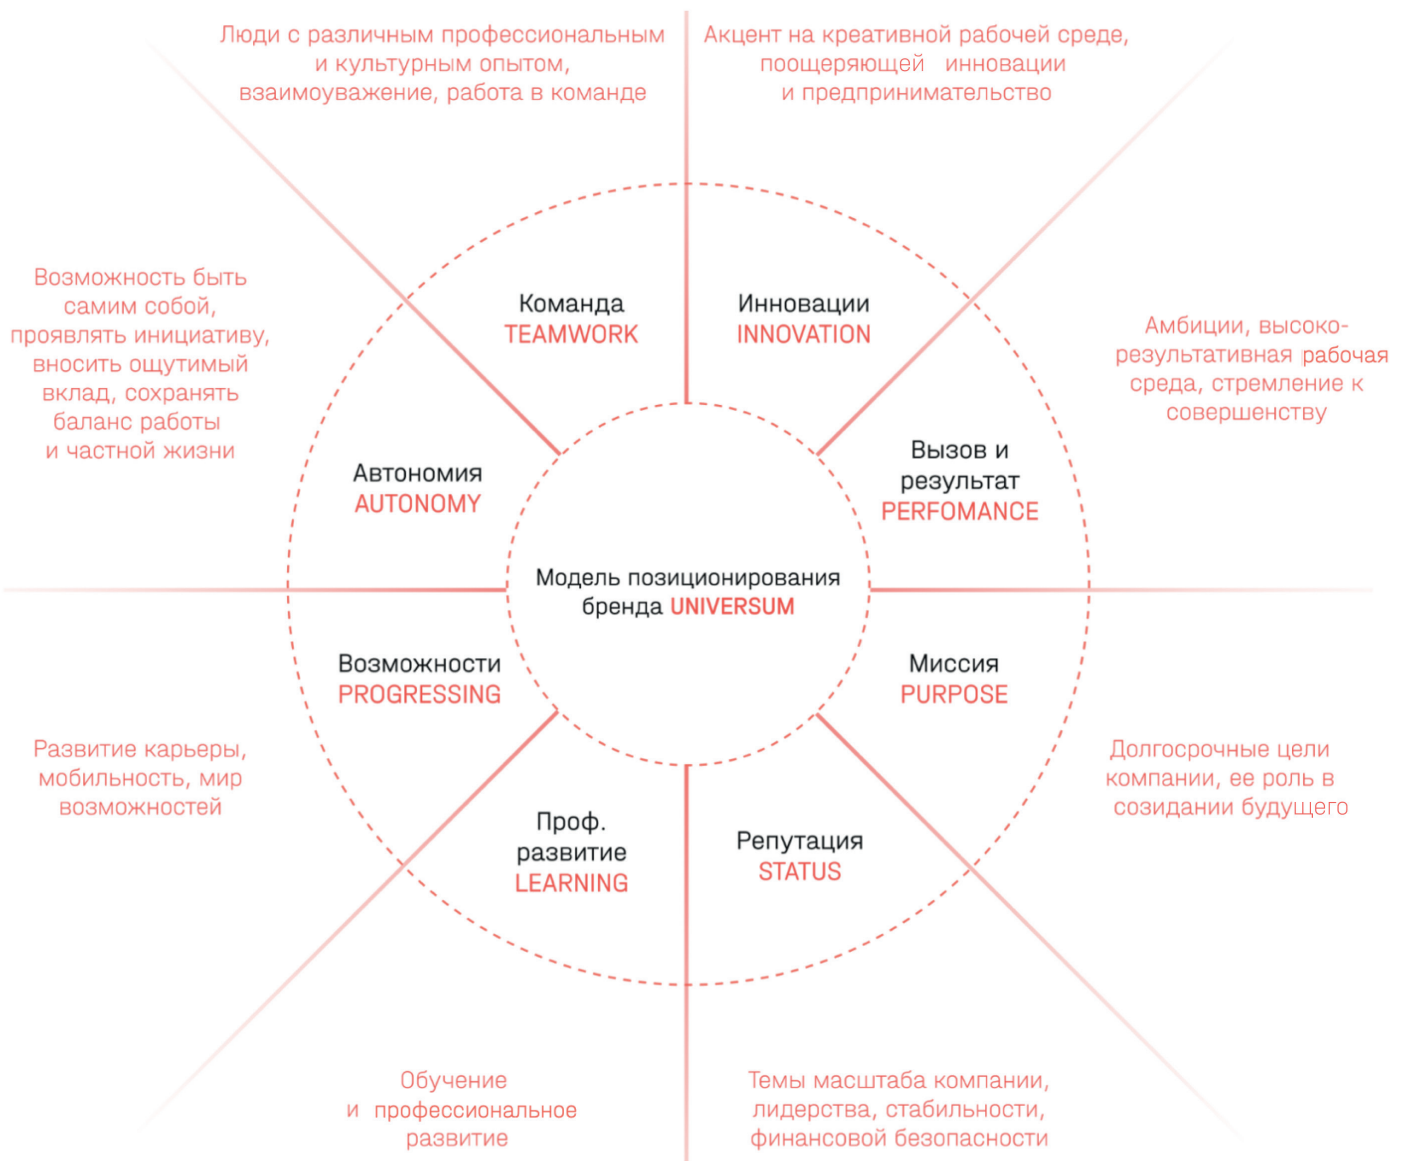 Люди с различным профессиональным
и культурным опытом,
взаимоуважение, работа в команде
Акцент на креативной рабочей среде,
поощряющей инновации
и предпринимательство
Возможность быть
самим собой,
проявлять инициативу,
вносить ощутимый
вклад, сохранять
баланс работы
и частной жизни
Команда
TEAMWORK
Инновации
INNOVATION
Амбиции, высоко-
результативная рабочая
среда, стремление к
совершенству
Автономия
AUTONOMY
Вызов и
результат
PERFOMANCE
Модель позиционирования
бренда UNIVERSUM
Возможности
PROGRESSING
Миссия
PURPOSE
Развитие карьеры,
мобильность, мир
возможностей
Проф.
развитие
LEARNING
Репутация
STATUS
Долгосрочные цели
компании, ее роль в
созидании будущего
Обучение
и профессиональное
развитие
Темы масштаба компании,
лидерства, стабильности,
финансовой безопасности